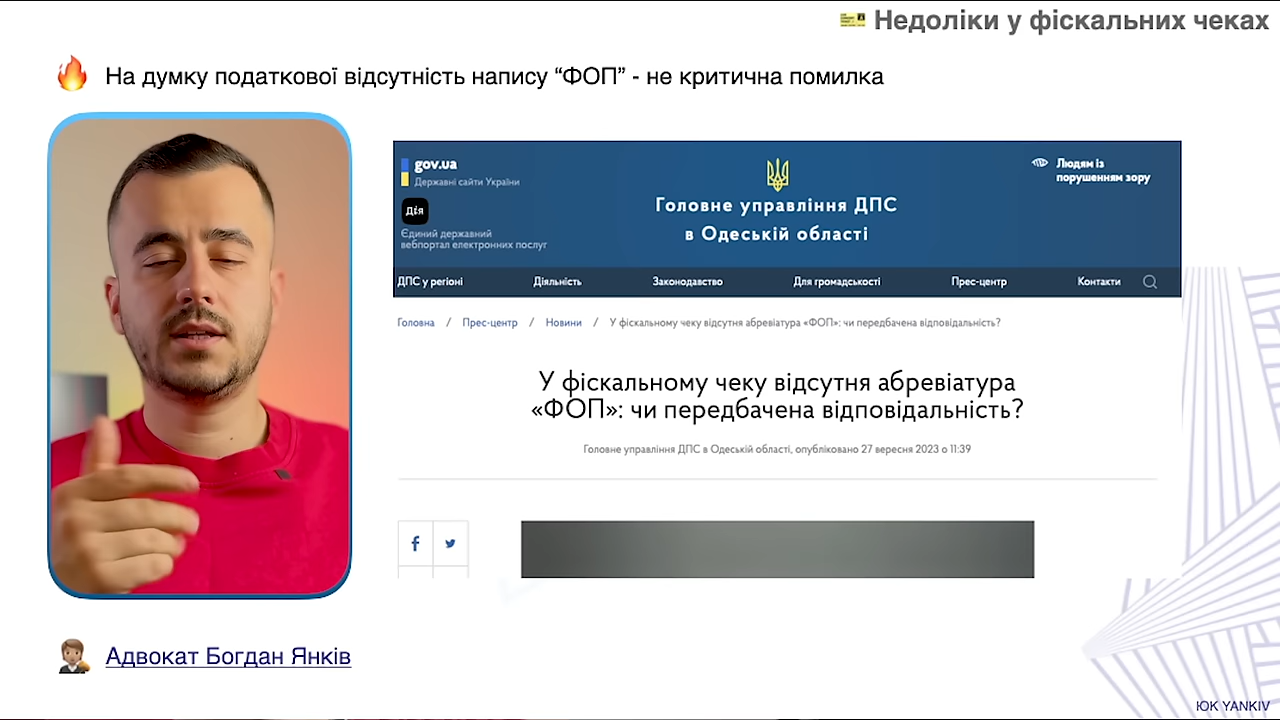 Недоліки у фіскальних чеках
На думку податкової відсутність напису “ФОП” - не критична помилка
gov.ua
Державні сайти України
Дія
Єдиний державний
вебпортал електронних послуг
Головне управління ДПС
в Одеській області
Людям із
порушенням зору
ДПС у регіоні Діяльність Законодавство Для громадськості Прес-центр Контакти
Головна / Прес-центр / Новини / У фіскальному чеку відсутня абревіатура «ФОП»: чи передбачена відповідальність?
У фіскальному чеку відсутня абревіатура
«ФОП»: чи передбачена відповідальність?
Головне управління ДПС в Одеській області, опубліковано 27 вересня 2023 о 11:39
Адвокат Богдан Янків
ЮК YANKIV